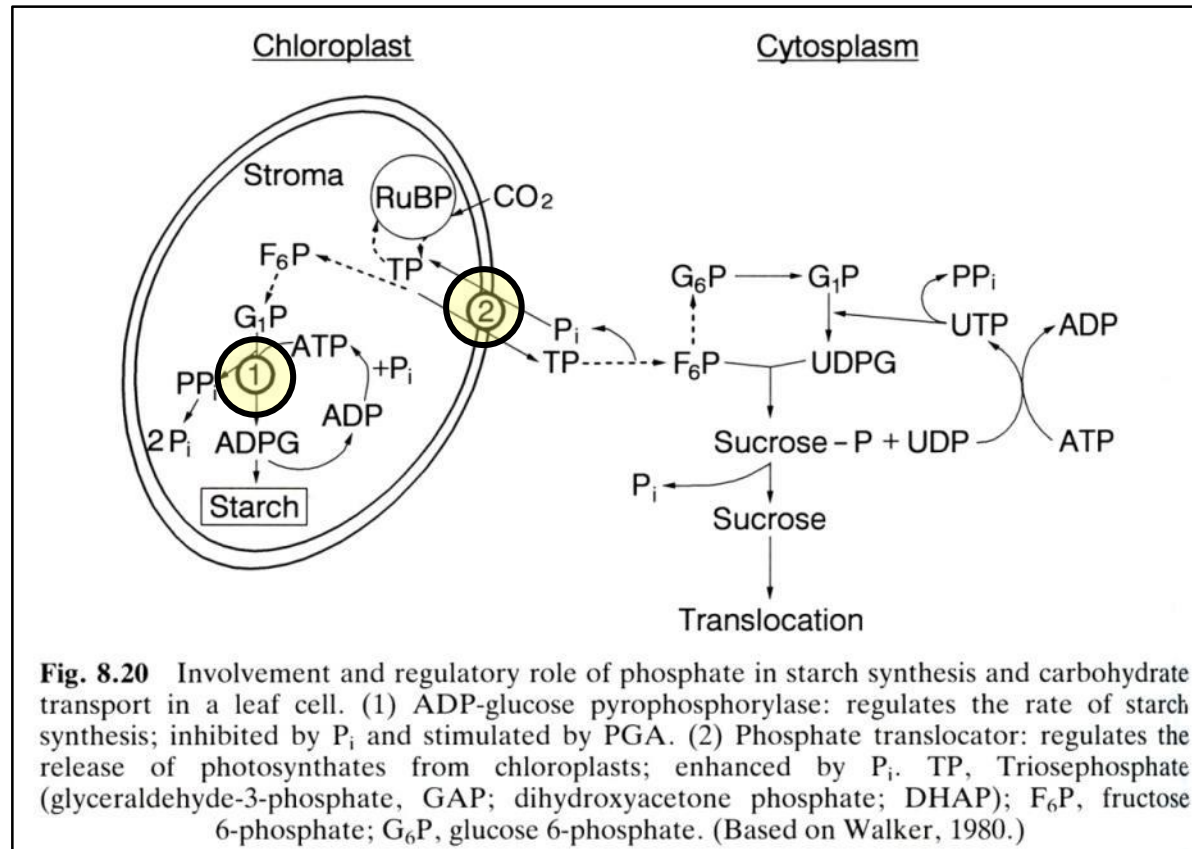 Chloroplast
Cytoplasm
Stroma
RuBP
CO₂
F₆P
TP
G₁P
ATP
1
PPᵢ
+Pᵢ
ADP
2Pᵢ
ADPG
Starch
2
Pᵢ
TP
G₆P
G₁P
PPᵢ
UTP
ADP
F₆P
UDPG
Sucrose – P + UDP
ATP
Pᵢ
Sucrose
Translocation
Fig. 8.20 Involvement and regulatory role of phosphate in starch synthesis and carbohydrate
transport in a leaf cell. (1) ADP-glucose pyrophosphorylase: regulates the rate of starch
synthesis; inhibited by Pᵢ and stimulated by PGA. (2) Phosphate translocator: regulates the
release of photosynthates from chloroplasts; enhanced by Pᵢ. TP, Triosephosphate
(glyceraldehyde-3-phosphate, GAP; dihydroxyacetone phosphate; DHAP); F₆P, fructose
6-phosphate; G₆P, glucose 6-phosphate. (Based on Walker, 1980.)